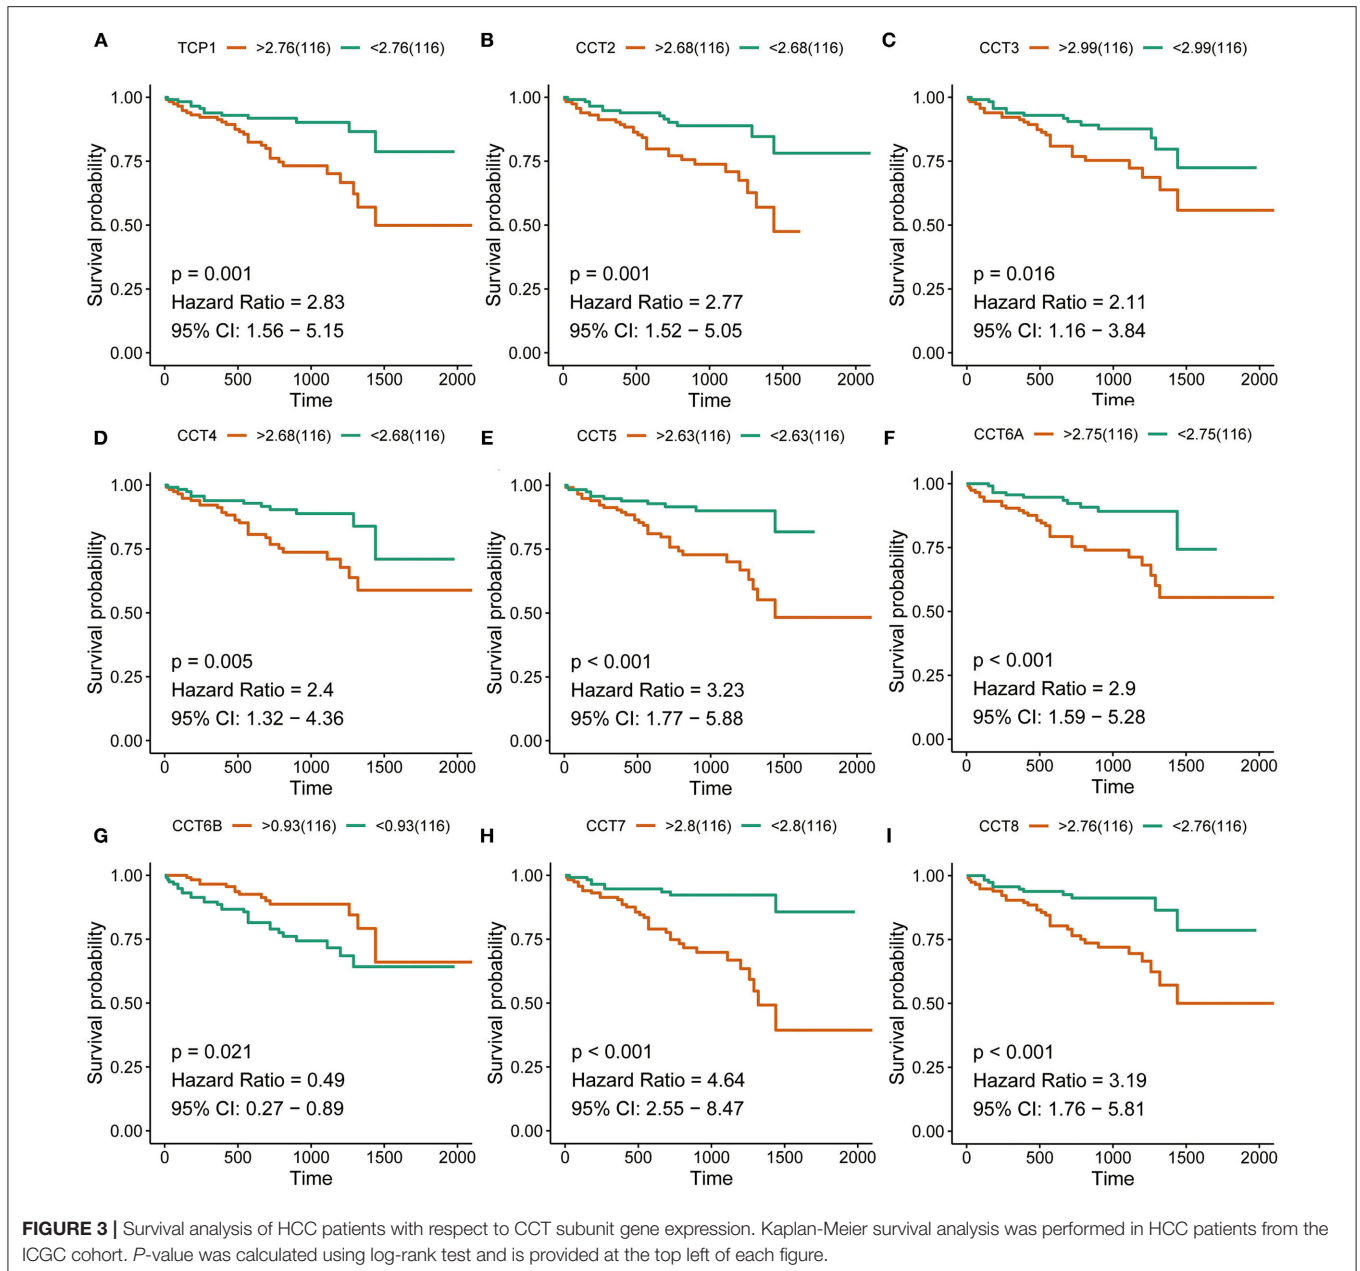 A TCP1 >2.76(116) <2.76(116)
B CCT2 >2.68(116) <2.68(116)
C CCT3 >2.99(116) <2.99(116)
Survival probability
1.00
0.75
0.50
0.25
0.00
p = 0.001
Hazard Ratio = 2.83
95% CI: 1.56 − 5.15
0 500 1000 1500 2000
Time
Survival probability
1.00
0.75
0.50
0.25
0.00
p = 0.001
Hazard Ratio = 2.77
95% CI: 1.52 − 5.05
0 500 1000 1500 2000
Time
Survival probability
1.00
0.75
0.50
0.25
0.00
p = 0.016
Hazard Ratio = 2.11
95% CI: 1.16 − 3.84
0 500 1000 1500 2000
Time
D CCT4 >2.68(116) <2.68(116)
E CCT5 >2.63(116) <2.63(116)
F CCT6A >2.75(116) <2.75(116)
Survival probability
1.00
0.75
0.50
0.25
0.00
p = 0.005
Hazard Ratio = 2.4
95% CI: 1.32 − 4.36
0 500 1000 1500 2000
Time
Survival probability
1.00
0.75
0.50
0.25
0.00
p < 0.001
Hazard Ratio = 3.23
95% CI: 1.77 − 5.88
0 500 1000 1500 2000
Time
Survival probability
1.00
0.75
0.50
0.25
0.00
p < 0.001
Hazard Ratio = 2.9
95% CI: 1.59 − 5.28
0 500 1000 1500 2000
Time
G CCT6B >0.93(116) <0.93(116)
H CCT7 >2.8(116) <2.8(116)
I CCT8 >2.76(116) <2.76(116)
Survival probability
1.00
0.75
0.50
0.25
0.00
p = 0.021
Hazard Ratio = 0.49
95% CI: 0.27 − 0.89
0 500 1000 1500 2000
Time
Survival probability
1.00
0.75
0.50
0.25
0.00
p < 0.001
Hazard Ratio = 4.64
95% CI: 2.55 − 8.47
0 500 1000 1500 2000
Time
Survival probability
1.00
0.75
0.50
0.25
0.00
p < 0.001
Hazard Ratio = 3.19
95% CI: 1.76 − 5.81
0 500 1000 1500 2000
Time
FIGURE 3 | Survival analysis of HCC patients with respect to CCT subunit gene expression. Kaplan-Meier survival analysis was performed in HCC patients from the
ICGC cohort. P-value was calculated using log-rank test and is provided at the top left of each figure.